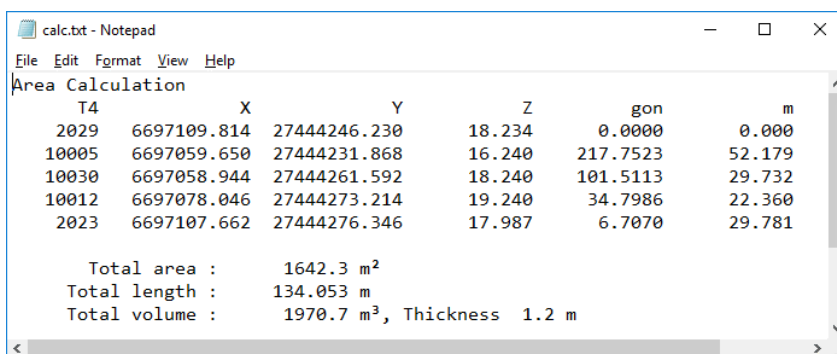 calc.txt - Notepad
File Edit Format View Help
Area Calculation
T4 X Y Z gon m
2029 6697109.814 27444246.230 18.234 0.0000 0.000
10005 6697059.650 27444231.868 16.240 217.7523 52.179
10030 6697058.944 27444261.592 18.240 101.5113 29.732
10012 6697078.046 27444273.214 19.240 34.7986 22.360
2023 6697107.662 27444276.346 17.987 6.7070 29.781
Total area : 1642.3 m²
Total length : 134.053 m
Total volume : 1970.7 m³, Thickness 1.2 m